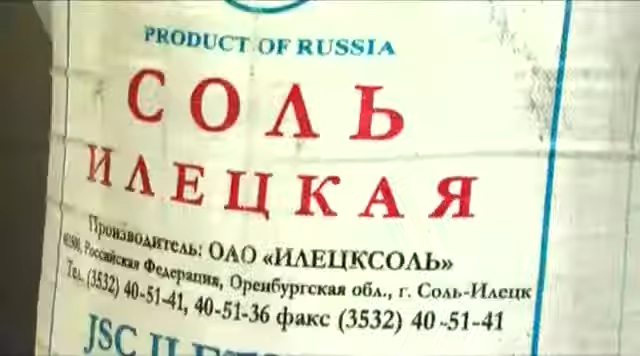 PRODUCT OF RUSSIA
СОЛЬ
ИЛЕЦКАЯ
Производитель: ОАО «ИЛЕЦКСОЛЬ»
Российская Федерация, Оренбургская обл., г. Соль-Илецк
Тел. (3532) 40-51-41, 40-51-36 факс (3532) 40-51-41
JSC